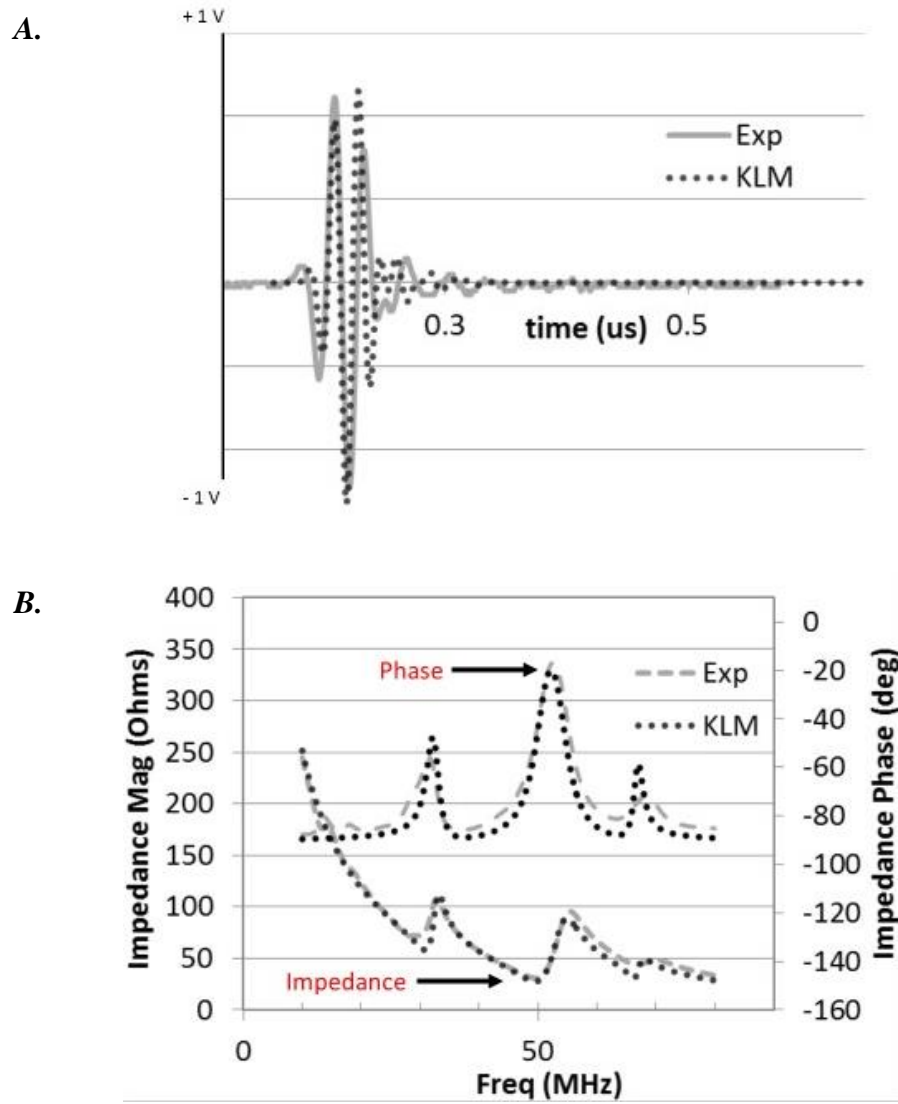 A.
+ 1 V
Exp
KLM
0.3 time (us) 0.5
- 1 V
B.
Impedance Mag (Ohms)
400
350
300
250
200
150
100
50
0
Phase
Impedance
Exp
KLM
0
-20
-40
-60
-80
-100
-120
-140
-160
Impedance Phase (deg)
0 50
Freq (MHz)